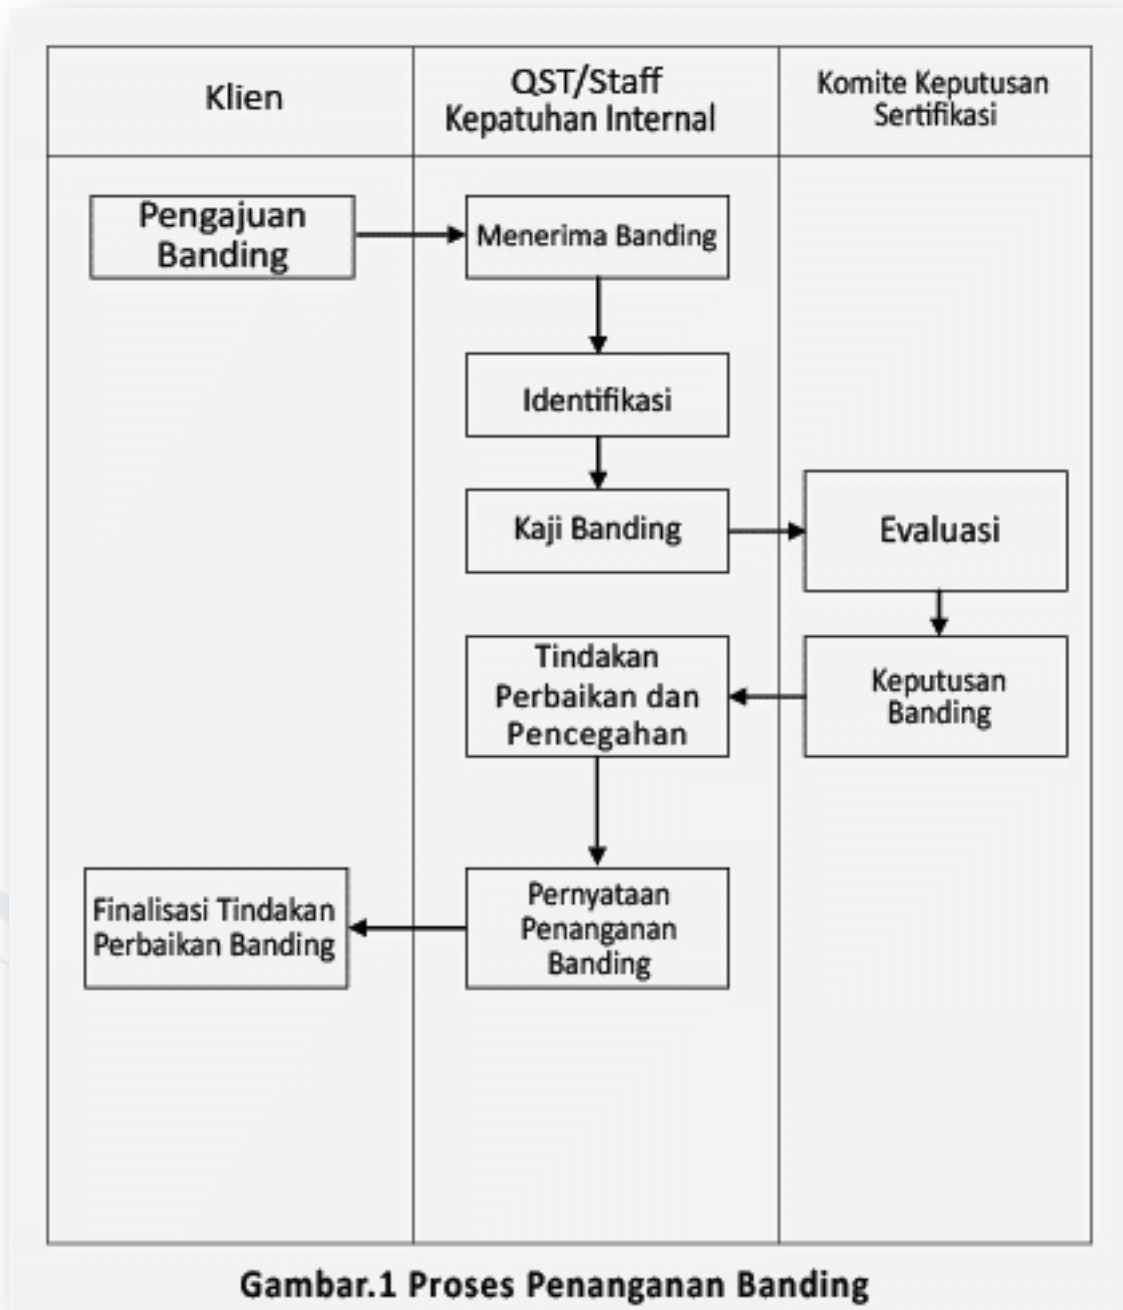 Klien
QST/Staff
Kepatuhan Internal
Komite Keputusan
Sertifikasi
Pengajuan
Banding
Menerima Banding
Identifikasi
Kaji Banding
Evaluasi
Keputusan
Banding
Tindakan
Perbaikan dan
Pencegahan
Pernyataan
Penanganan
Banding
Finalisasi Tindakan
Perbaikan Banding
Gambar.1 Proses Penanganan Banding